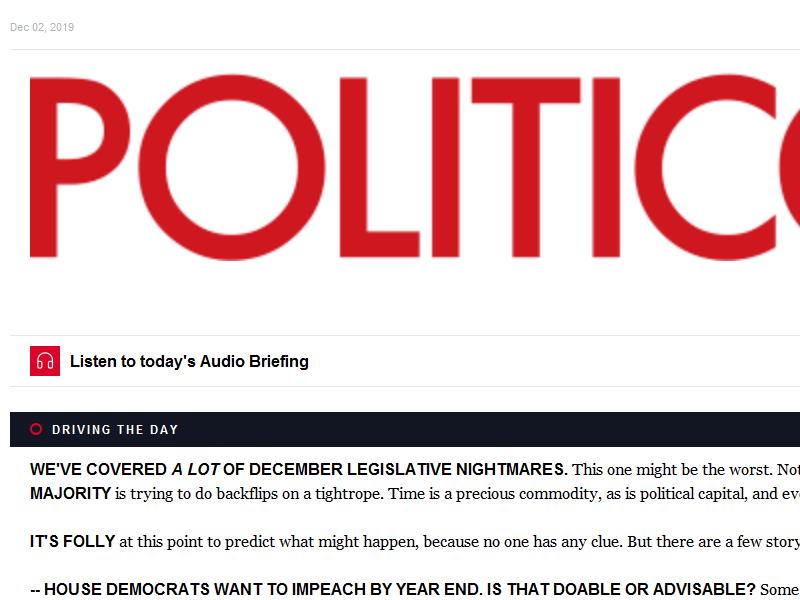 Dec 02, 2019
POLITICO
Listen to today's Audio Briefing
DRIVING THE DAY
WE'VE COVERED A LOT OF DECEMBER LEGISLATIVE NIGHTMARES. This one might be the worst. Not
MAJORITY is trying to do backflips on a tightrope. Time is a precious commodity, as is political capital, and
IT'S FOLLY at this point to predict what might happen, because no one has any clue. But there are a few
-- HOUSE DEMOCRATS WANT TO IMPEACH BY YEAR END. IS THAT DOABLE OR ADVISABLE? Some